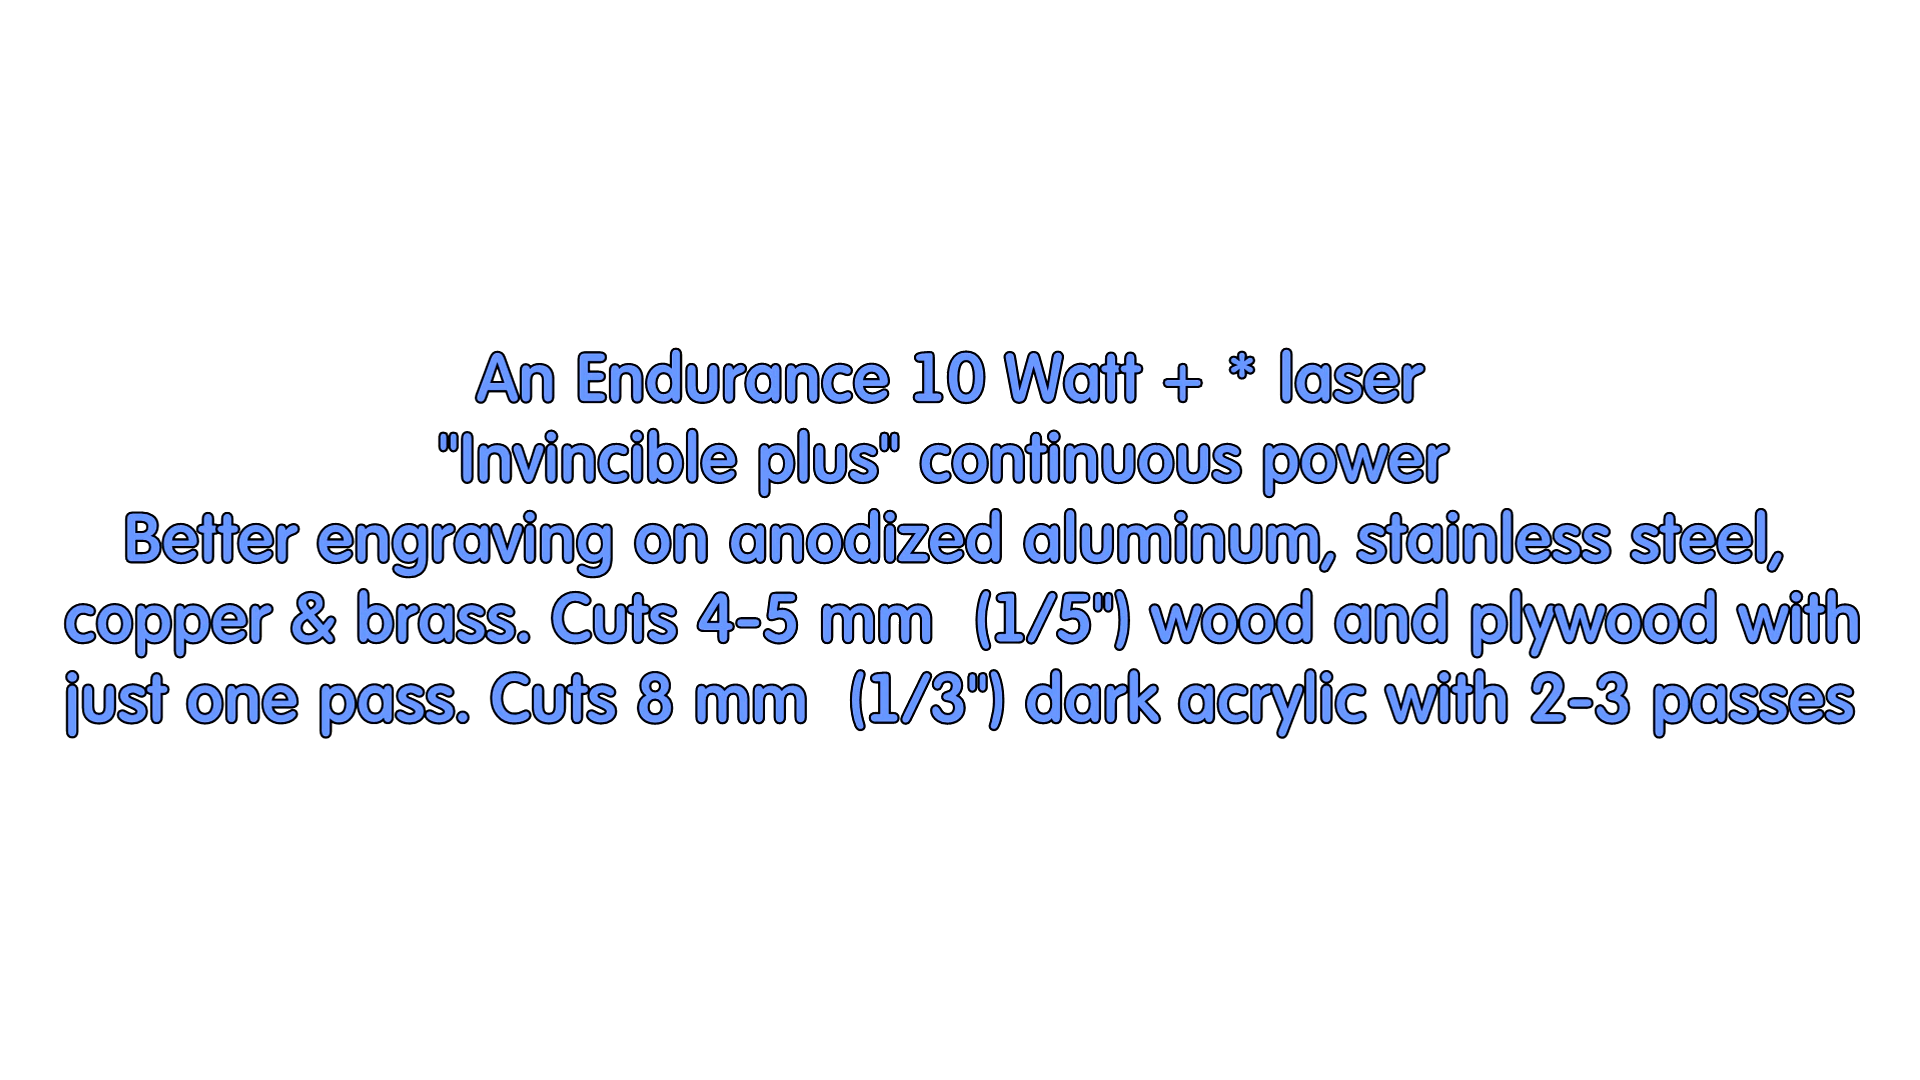 An Endurance 10 Watt + * laser
"Invincible plus" continuous power
Better engraving on anodized aluminum, stainless steel,
copper & brass. Cuts 4-5 mm  (1/5") wood and plywood with
just one pass. Cuts 8 mm  (1/3") dark acrylic with 2-3 passes